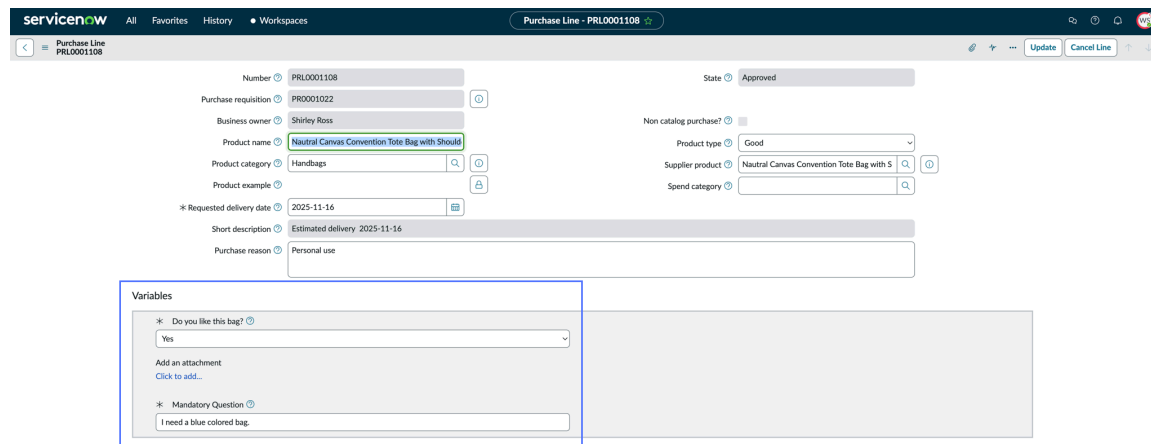 servicenow All Favorites History Workspaces Purchase Line - PRL0001108 WS
Purchase Line
PRL0001108
Update Cancel Line
Number PRL0001108 State Approved
Purchase requisition PR0001022
Business owner Shirley Ross Non catalog purchase?
Product name Nautral Canvas Convention Tote Bag with Should Product type Good
Product category Handbags Supplier product Nautral Canvas Convention Tote Bag with S
Product example Spend category
* Requested delivery date 2025-11-16
Short description Estimated delivery 2025-11-16
Purchase reason Personal use
Variables
* Do you like this bag?
Yes
Add an attachment
Click to add...
* Mandatory Question
I need a blue colored bag.